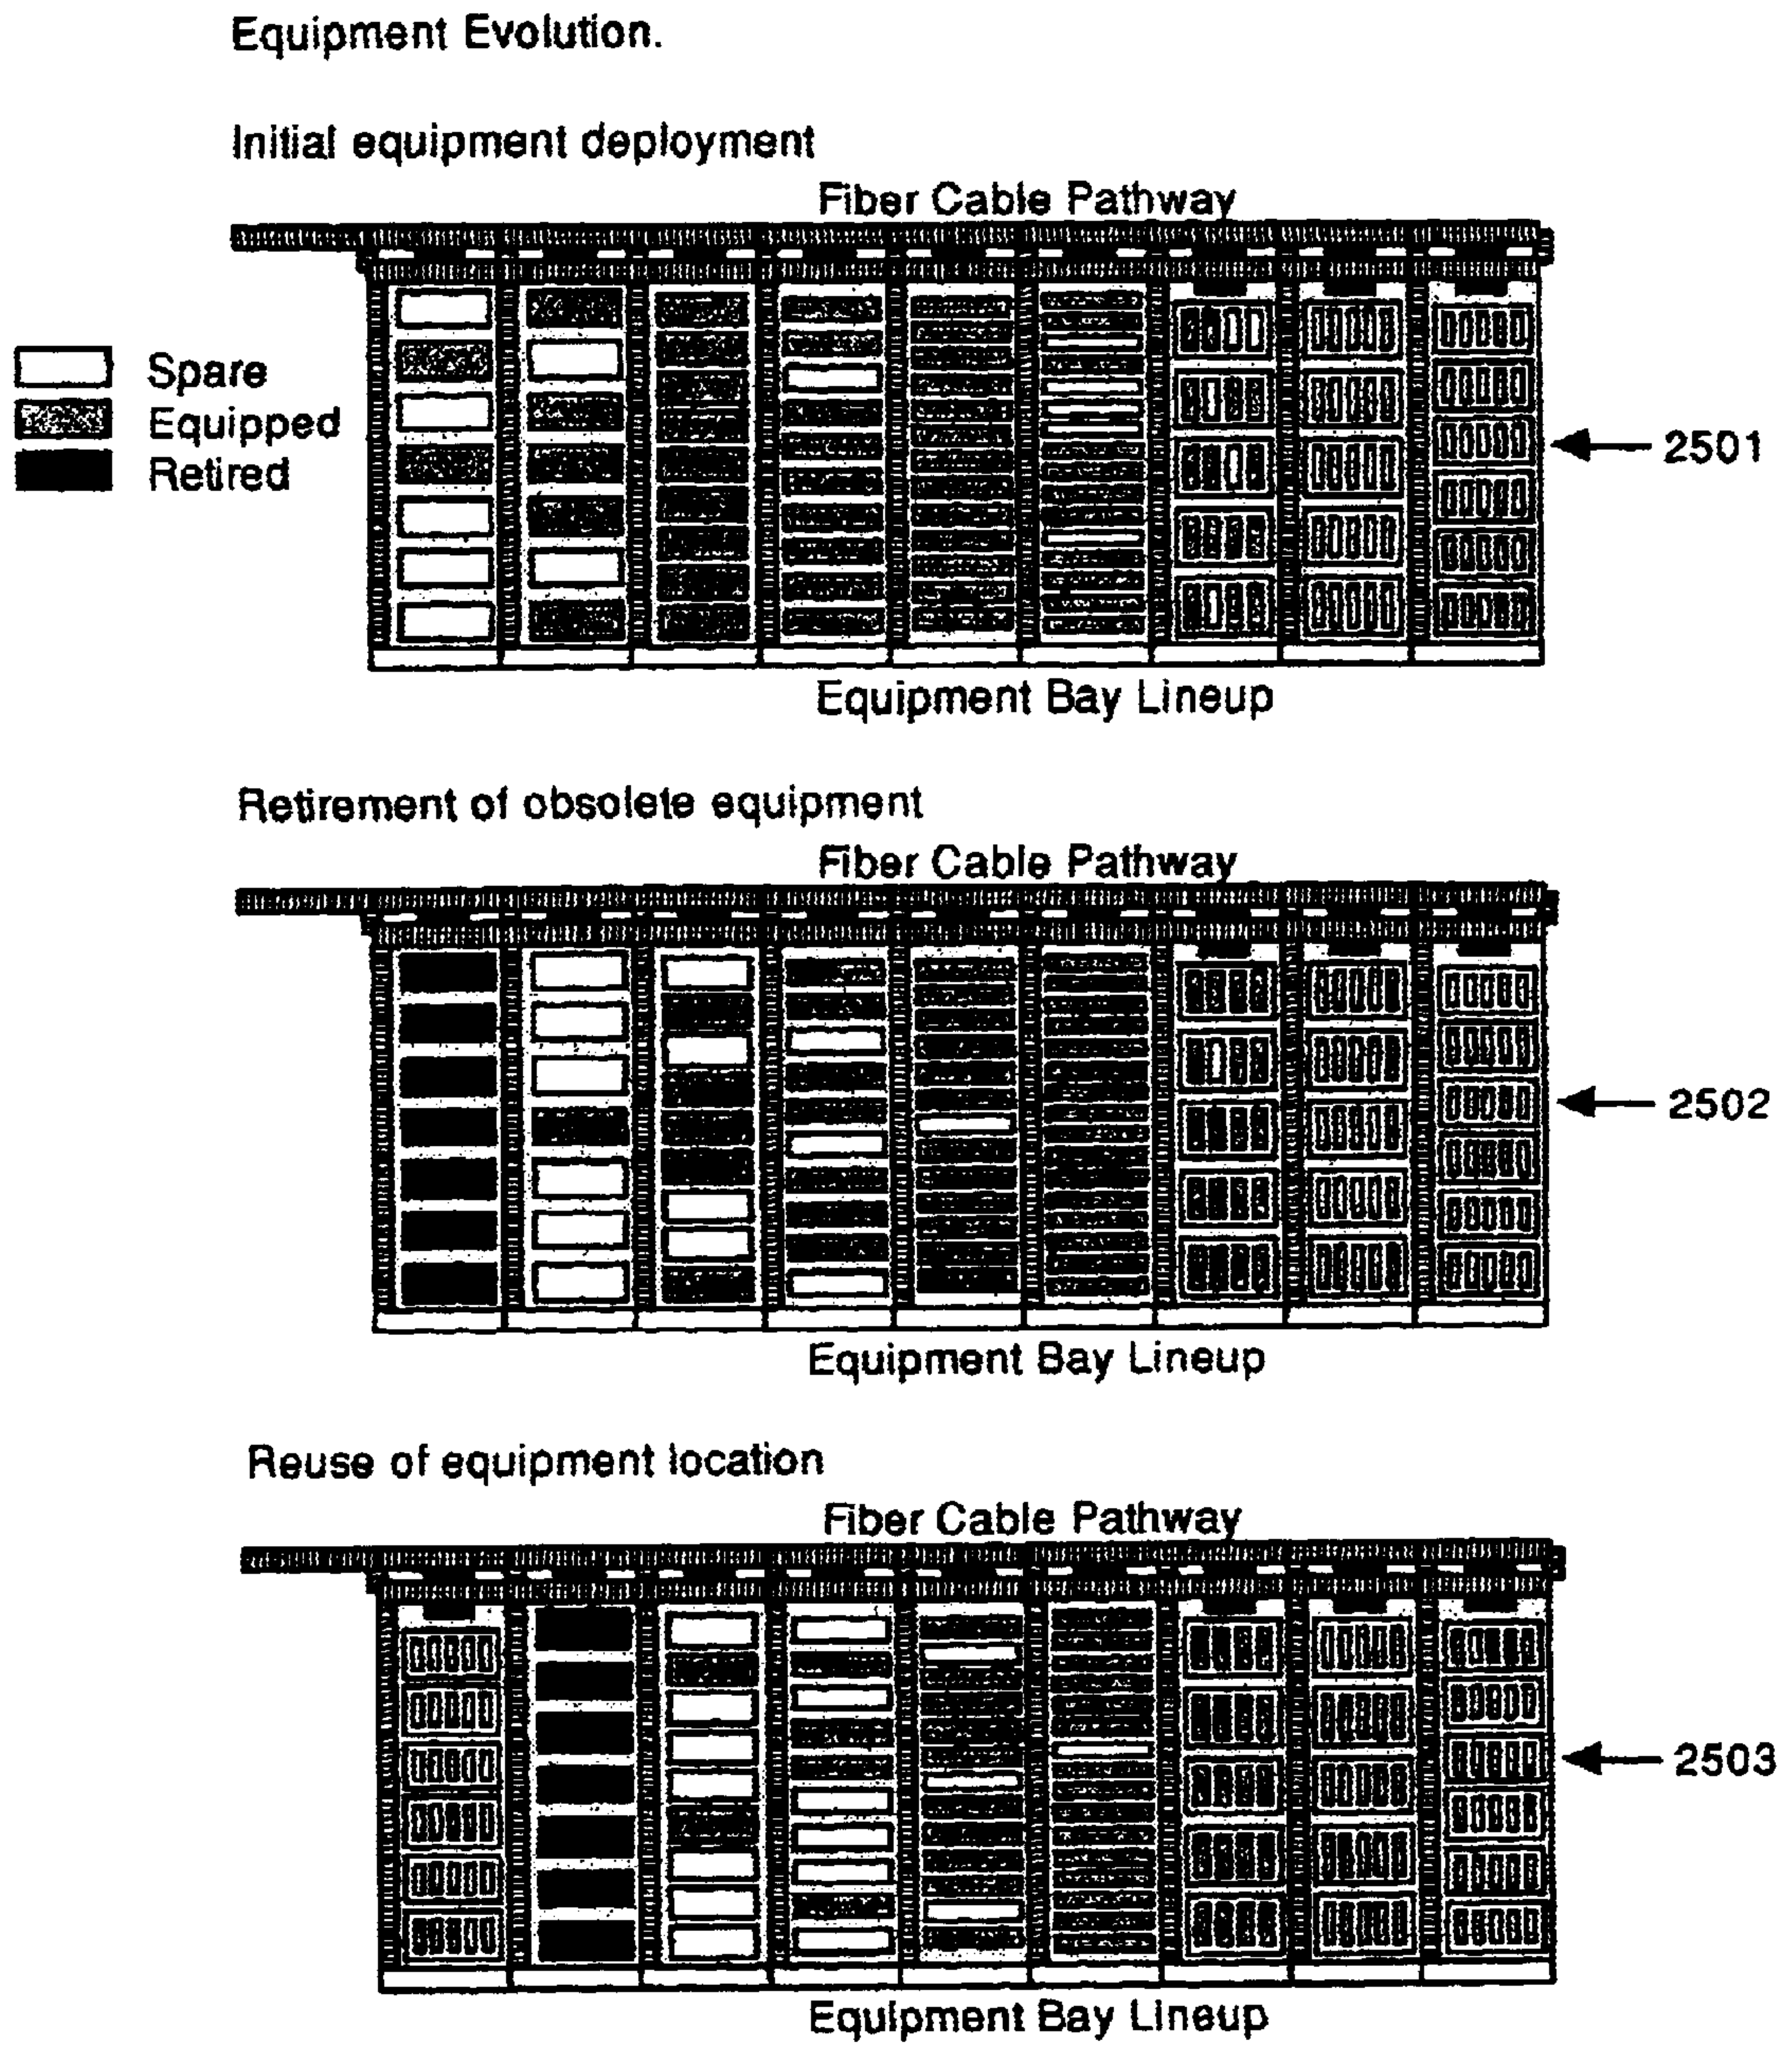 Equipment Evolution.
Initial equipment deployment
Fiber Cable Pathway
Spare
Equipped
Retired
2501
Equipment Bay Lineup
Retirement of obsolete equipment
Fiber Cable Pathway
2502
Equipment Bay Lineup
Reuse of equipment location
Fiber Cable Pathway
2503
Equipment Bay Lineup